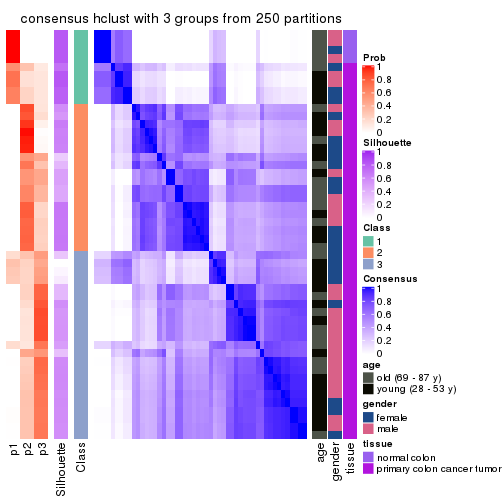 consensus hclust with 3 groups from 250 partitions
Prob
1
0.8
0.6
0.4
0.2
0
Silhouette
1
0.8
0.6
0.4
0.2
0
Class
1
2
3
Consensus
1
0.8
0.6
0.4
0.2
0
age
old (69 - 87 y)
young (28 - 53 y)
gender
female
male
tissue
normal colon
primary colon cancer tumor
p1
p2
p3
Silhouette
Class
age
gender
tissue